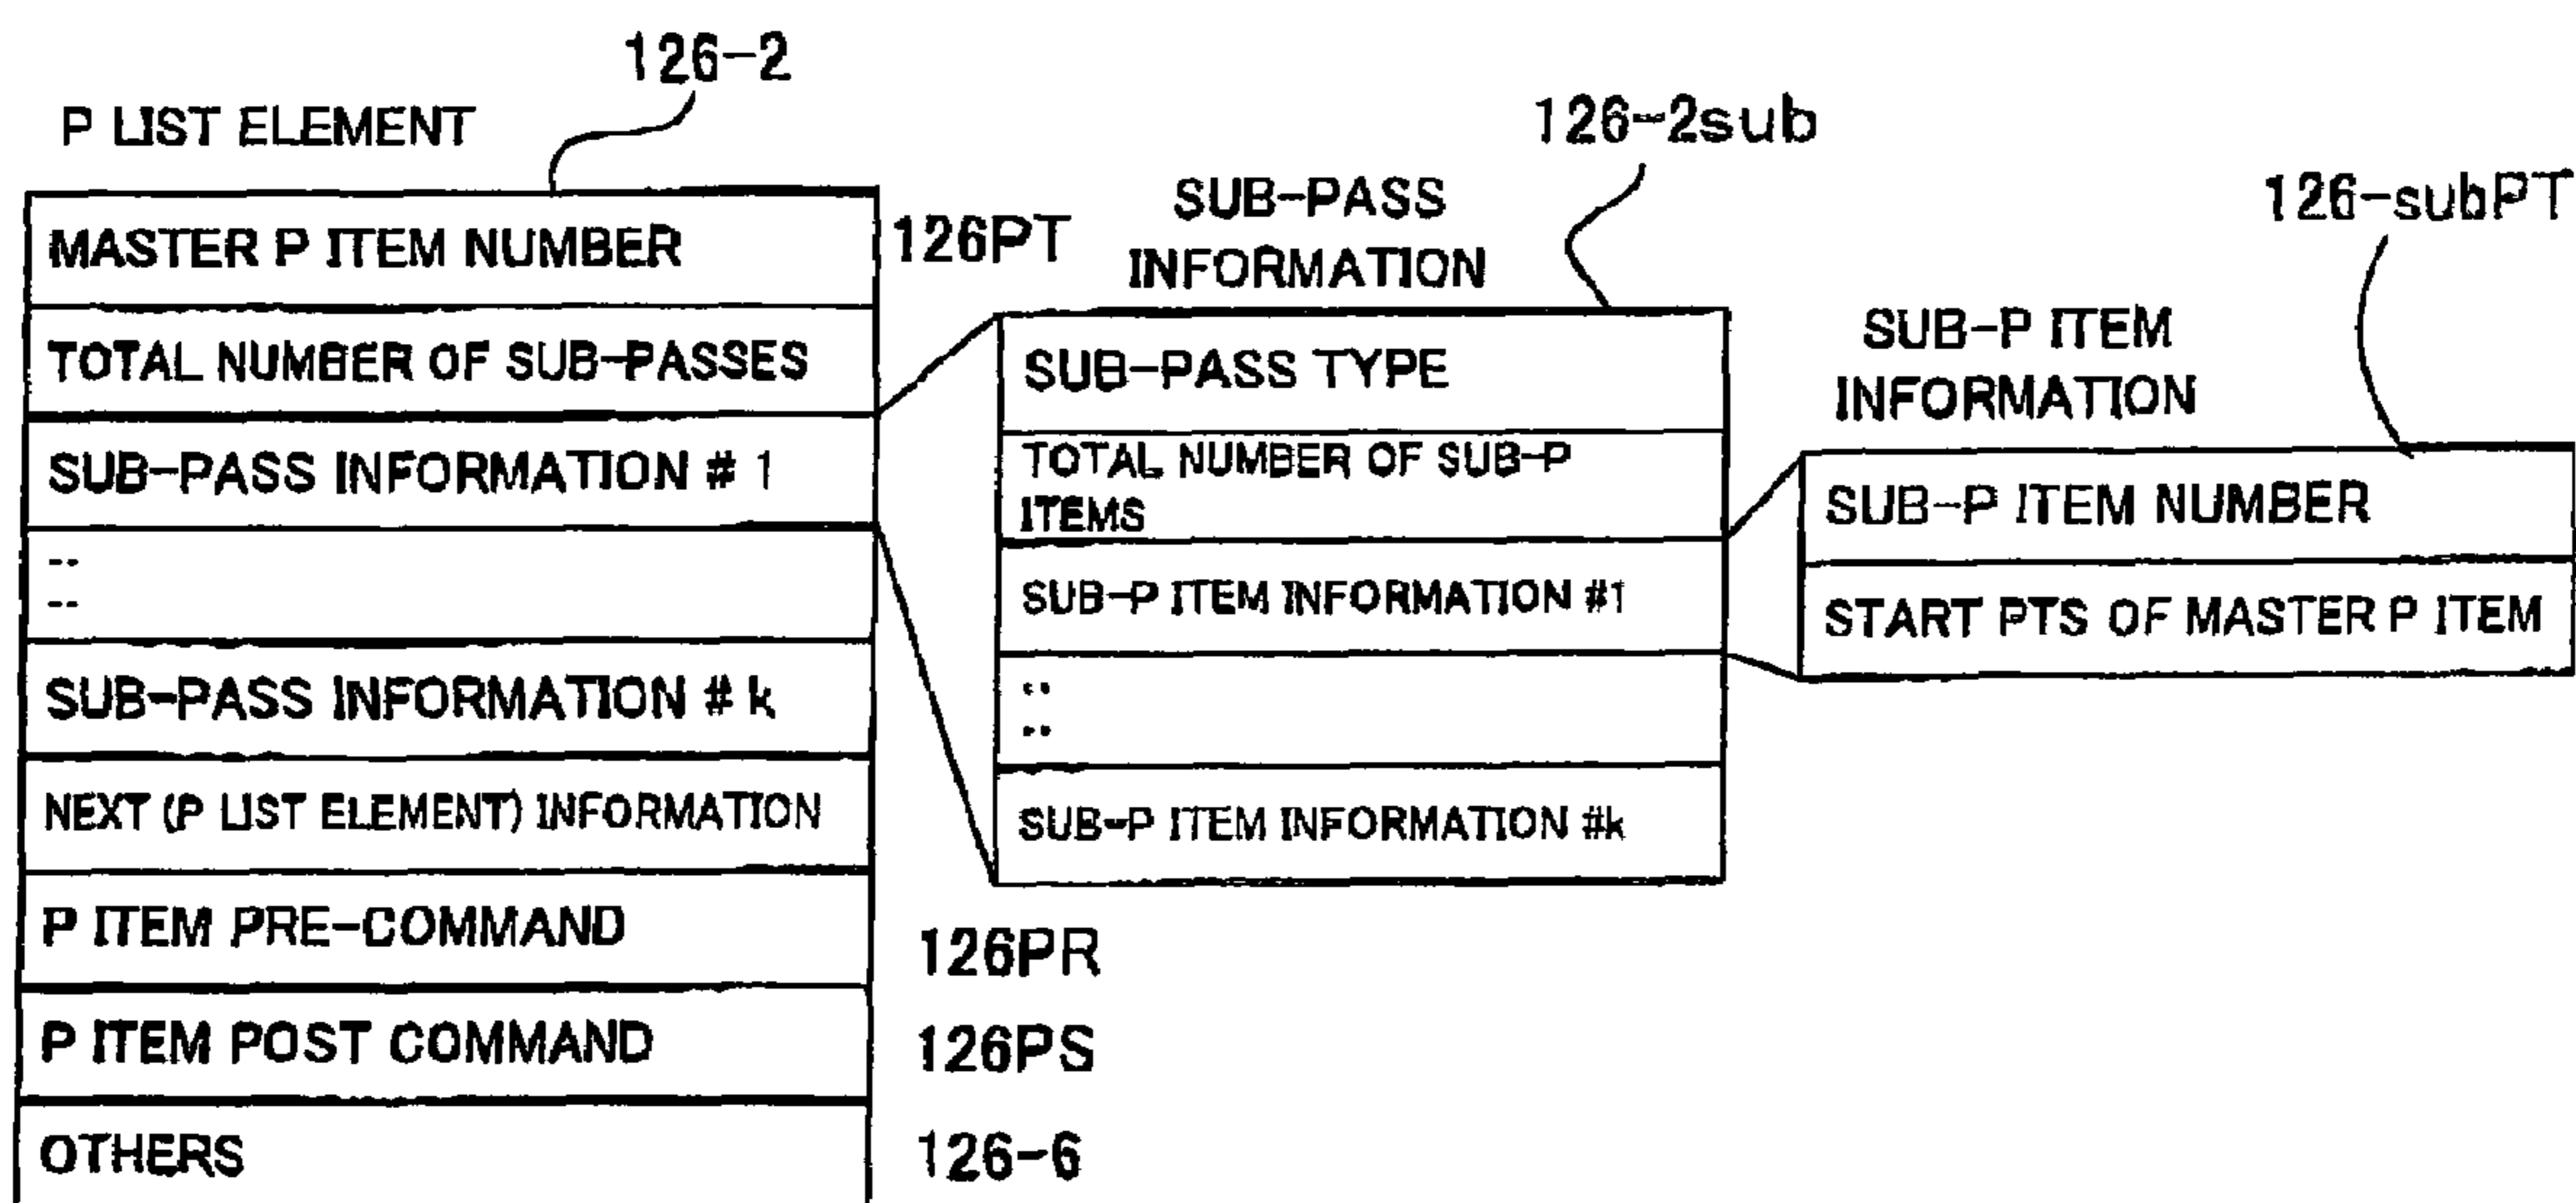 126-2
P LIST ELEMENT
MASTER P ITEM NUMBER
126PT
TOTAL NUMBER OF SUB-PASSES
SUB-PASS INFORMATION # 1
--
--
SUB-PASS INFORMATION # k
NEXT (P LIST ELEMENT) INFORMATION
P ITEM PRE-COMMAND
126PR
P ITEM POST COMMAND
126PS
OTHERS
126-6
126-2sub
SUB-PASS
INFORMATION
SUB-PASS TYPE
TOTAL NUMBER OF SUB-P
ITEMS
SUB-P ITEM INFORMATION #1
--
--
SUB-P ITEM INFORMATION #k
126-subPT
SUB-P ITEM
INFORMATION
SUB-P ITEM NUMBER
START PTS OF MASTER P ITEM